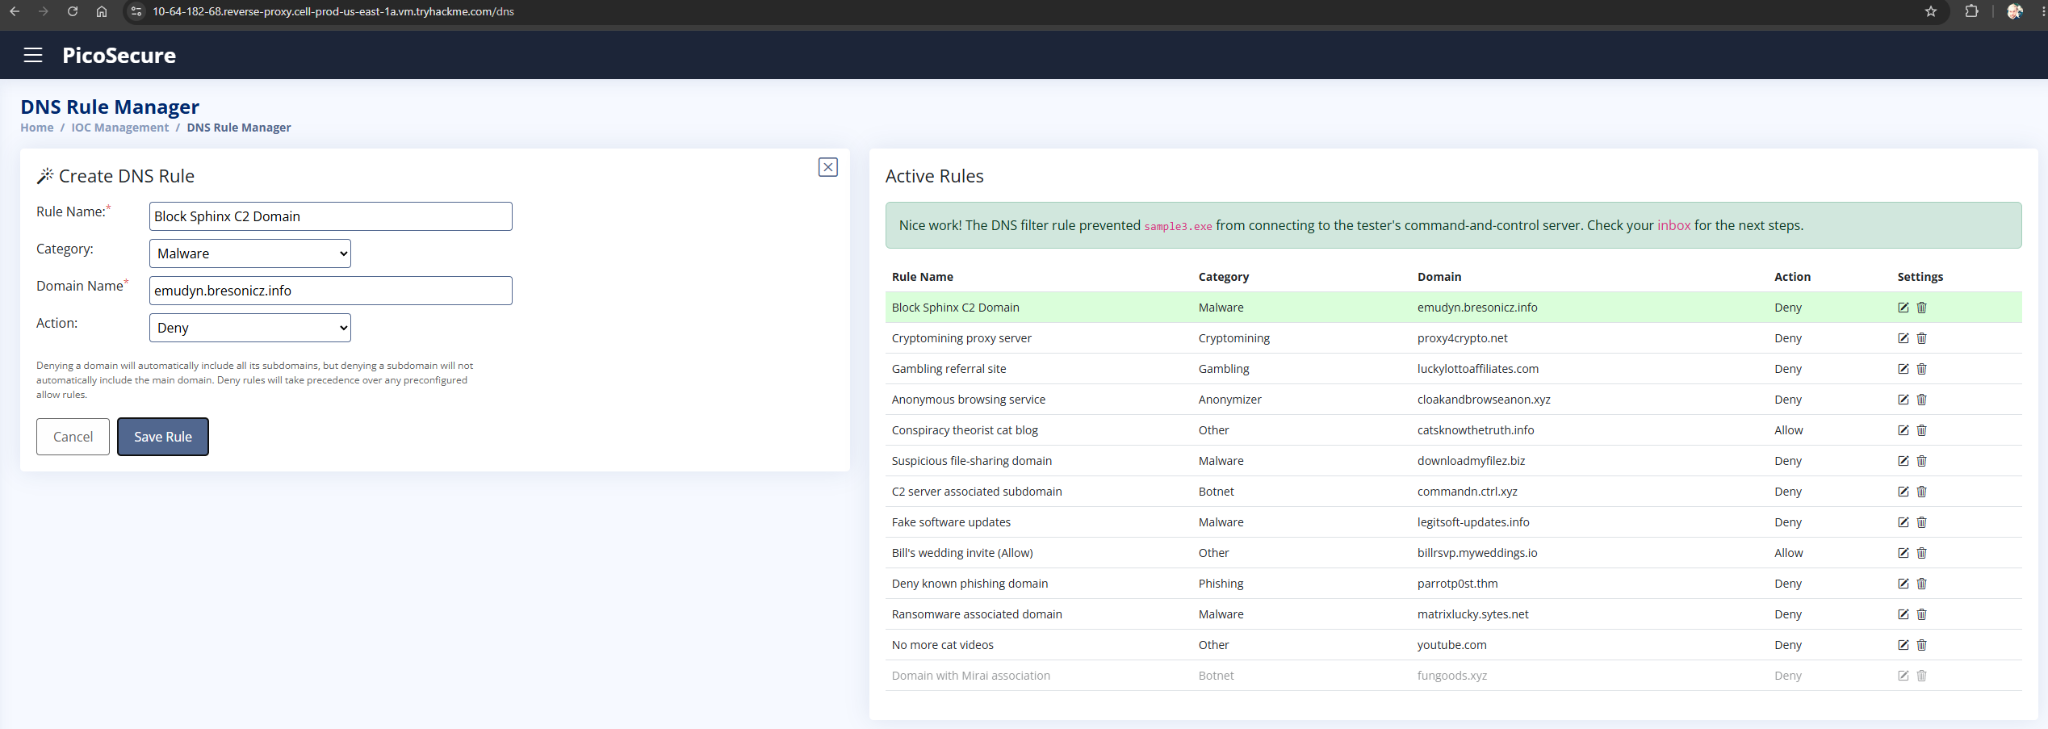 10-64-182-68.reverse-proxy.cell-prod-us-east-1a.vm.tryhackme.com/dns
PicoSecure
DNS Rule Manager
Home / IOC Management / DNS Rule Manager
Create DNS Rule
Rule Name:* Block Sphinx C2 Domain
Category: Malware
Domain Name* emudyn.bresonicz.info
Action: Deny
Denying a domain will automatically include all its subdomains, but denying a subdomain will not
automatically include the main domain. Deny rules will take precedence over any preconfigured
allow rules.
Cancel Save Rule
Active Rules
Nice work! The DNS filter rule prevented sample3.exe from connecting to the tester's command-and-control server. Check your inbox for the next steps.
Rule Name Category Domain Action Settings
Block Sphinx C2 Domain Malware emudyn.bresonicz.info Deny
Cryptomining proxy server Cryptomining proxy4crypto.net Deny
Gambling referral site Gambling luckylottoaffiliates.com Deny
Anonymous browsing service Anonymizer cloakandbrowseanon.xyz Deny
Conspiracy theorist cat blog Other catsknowthetruth.info Allow
Suspicious file-sharing domain Malware downloadmyfilez.biz Deny
C2 server associated subdomain Botnet commandn.ctrl.xyz Deny
Fake software updates Malware legitsoft-updates.info Deny
Bill's wedding invite (Allow) Other billrsvp.myweddings.io Allow
Deny known phishing domain Phishing parrotp0st.thm Deny
Ransomware associated domain Malware matrixlucky.sytes.net Deny
No more cat videos Other youtube.com Deny
Domain with Mirai association Botnet fungoods.xyz Deny